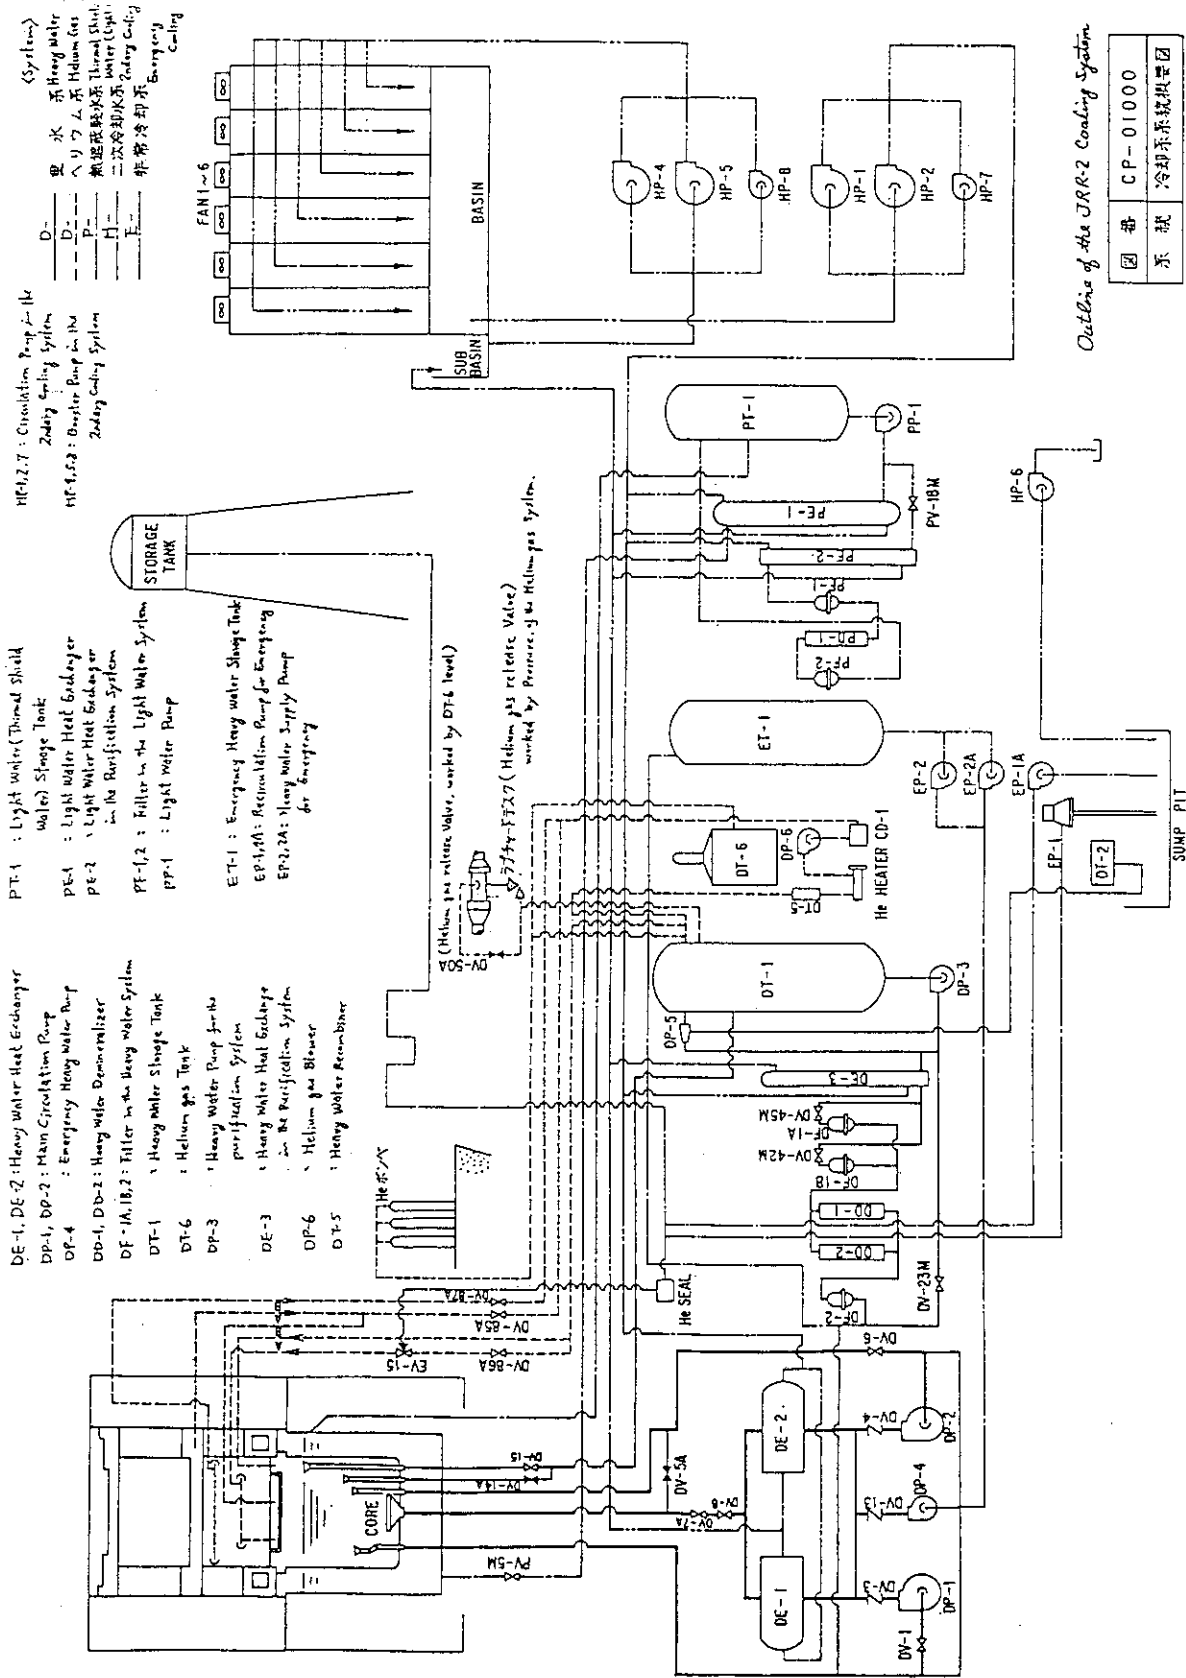 DE-1, DE-2 : Heavy Water Heat Exchanger
DP-1, DP-2 : Main Circulation Pump
DP-4 : Emergency Heavy Water Pump
DD-1, DD-2 : Heavy Water Demineralizer
DF-1A, 1B, 2 : Filter in the Heavy Water System
DT-1 : Heavy Water Storage Tank
DT-6 : Helium gas Tank
DP-3 : Heavy Water Pump for the
purification System
DE-3 : Heavy Water Heat Exchange
in the Purification System
DP-6 : Helium gas Blower
DT-5 : Heavy Water Recombiner
PT-1 : Light Water (Thirmal Shield
Water) Storage Tank
PE-1 : Light Water Heat Exchanger
PE-2 : Light Water Heat Exchanger
in the Purification System
PF-1,2 : Filter in the Light Water System
PP-1 : Light Water Pump
ET-1 : Emergency Heavy Water Storage Tank
EP-1,1A : Recirculation Pump for Emergency
EP-2,2A : Heavy Water Supply Pump
for Emergency
HP-1,2,7 : Circulation Pump in the
2ndary Cooling System
HP-4,5,8 : Booster Pump in the
2ndary Cooling System
(System)
D- 重水系 Heavy Water
D- ヘリウム系 Helium Gas
P- 熱遮蔽軽水系 Thirmal Shield
Water (Light
H- 二次冷却水系 2ndary Cooling
E- 非常冷却系 Emergency
Cooling
FAN 1~6
BASIN
SUB
BASIN
STORAGE
TANK
HP-4
HP-5
HP-8
HP-1
HP-2
HP-7
PT-1
PP-1
PE-1
PV-18M
PE-2
PF-1
PD-1
PF-2
HP-6
DV-50A (Helium gas release Valve, worked by DT-6 level)
ラプチャードデスク (Helium gas release Valve)
worked by Pressure of the Helium gas System.
ET-1
EP-2
EP-2A
EP-1A
EP-1
DT-6
DP-6
DT-5
He HEATER CD-1
DT-2
SUMP PIT
DT-1
DP-3
DP-5
DE-3
DV-45M
DF-1A
DV-42M
DF-1B
DD-1
DD-2
DF-2
DV-23M
Heボンベ
He SEAL
DV-87A
DV-85A
EV-15
DV-86A
CORE
DV-15
DV-14A
PV-5M
DV-5A
DV-7A
DV-8
DV-6
DE-2
DE-1
DV-4
DP-2
DV-13
DP-4
DV-3
DP-1
DV-1
Outline of the JRR-2 Cooling System
図番 CP-01000
系統 冷却系系統概要図